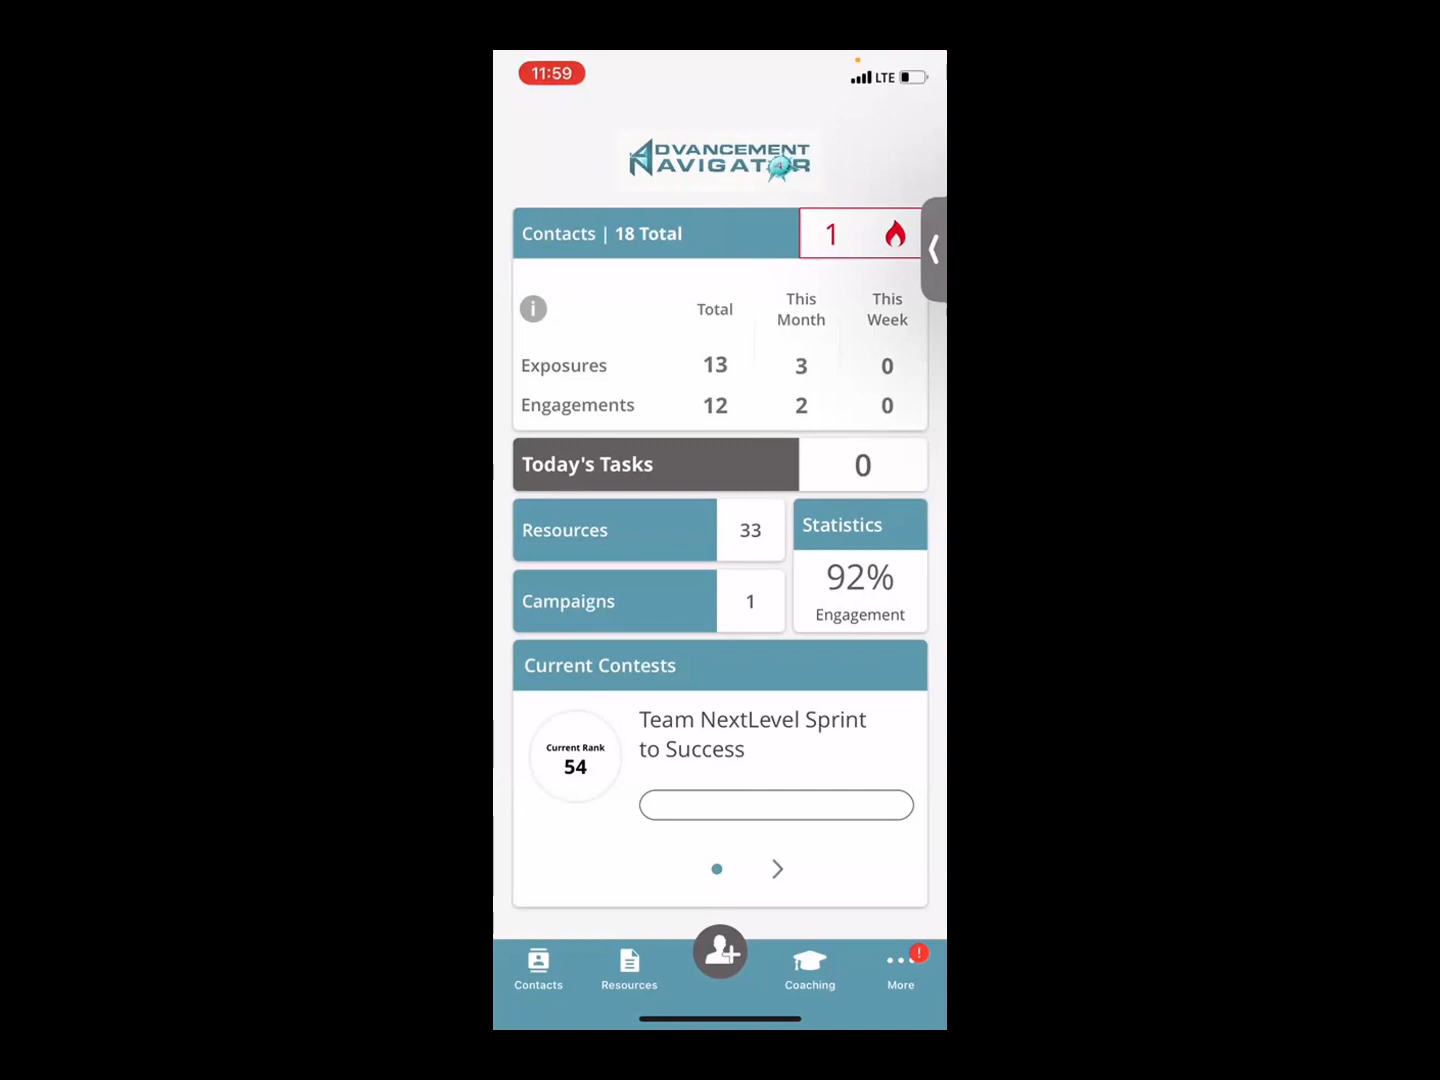 11:59
LTE
ADVANCEMENT
NAVIGATOR
Contacts | 18 Total
1
Total
This Month
This Week
Exposures 13 3 0
Engagements 12 2 0
Today's Tasks 0
Resources 33
Statistics
92%
Engagement
Campaigns 1
Current Contests
Current Rank
54
Team NextLevel Sprint
to Success
Contacts
Resources
Coaching
More
!